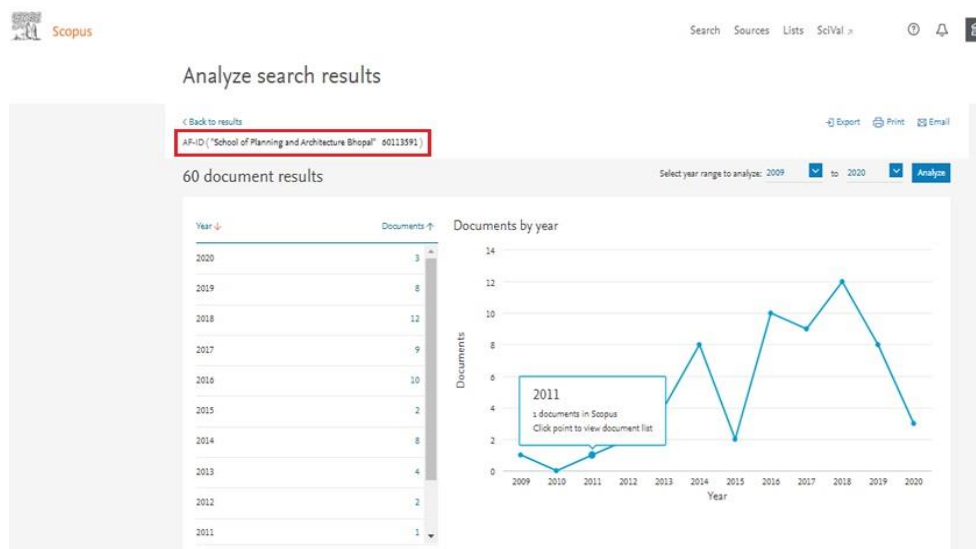 Scopus
Search Sources Lists SciVal
Analyze search results
< Back to results
Export Print Email
AF-ID ( "School of Planning and Architecture Bhopal" 60113591 )
60 document results
Select year range to analyze: 2009 to 2020 Analyze
Year Documents
2020 3
2019 8
2018 12
2017 9
2016 10
2015 2
2014 8
2013 4
2012 2
2011 1
Documents by year
14
12
10
8
6
4
2
0
Documents
2011
1 documents in Scopus
Click point to view document list
2009 2010 2011 2012 2013 2014 2015 2016 2017 2018 2019 2020
Year